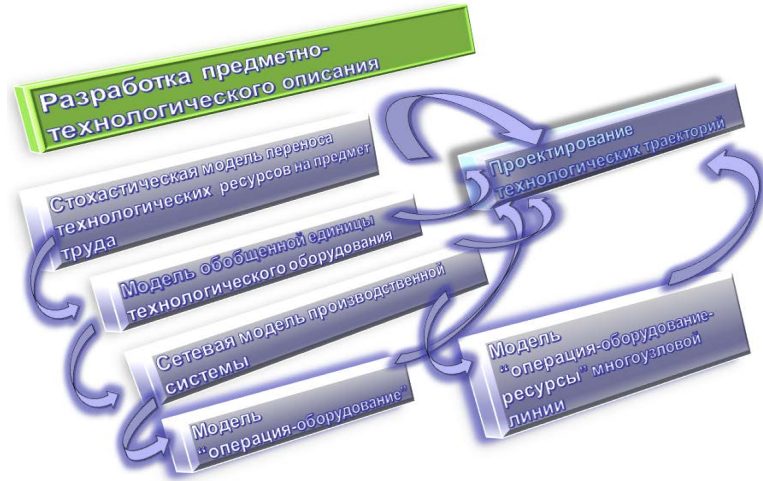 Разработка предметно-
технологического описания
Стохастическая модель переноса
технологических ресурсов на предмет
труда
Проектирование
технологических траекторий
Модель обобщенной единицы
технологического оборудования
Сетевая модель производственной
системы
Модель
“операция-оборудование”
Модель
“операция-оборудование-
ресурсы” многоузловой
линии